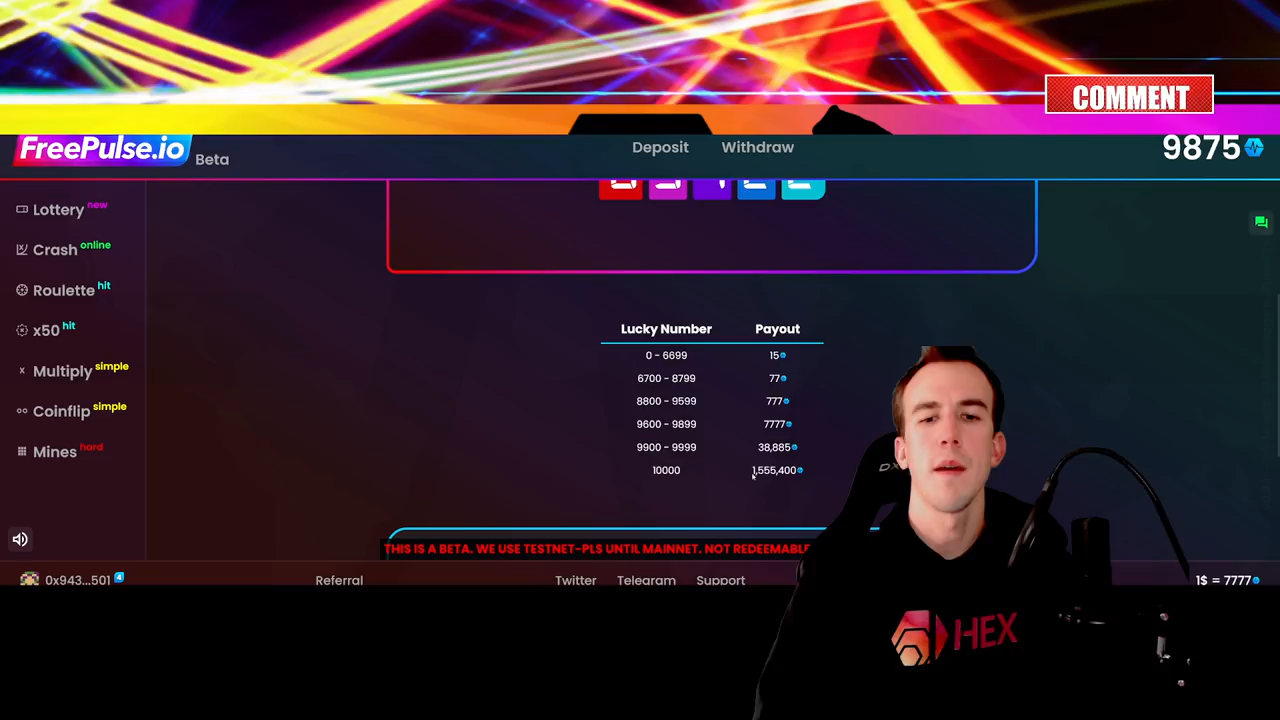 COMMENT
FreePulse.io Beta
Deposit Withdraw
9875
Lottery new
Crash online
Roulette hit
x50 hit
Multiply simple
Coinflip simple
Mines hard
Lucky Number Payout
0 - 6699 15
6700 - 8799 77
8800 - 9599 777
9600 - 9899 7777
9900 - 9999 38,885
10000 1,555,400
THIS IS A BETA. WE USE TESTNET-PLS UNTIL MAINNET. NOT REDEEMABLE
0x943...501 4
Referral
Twitter Telegram Support
1$ = 7777
HEX